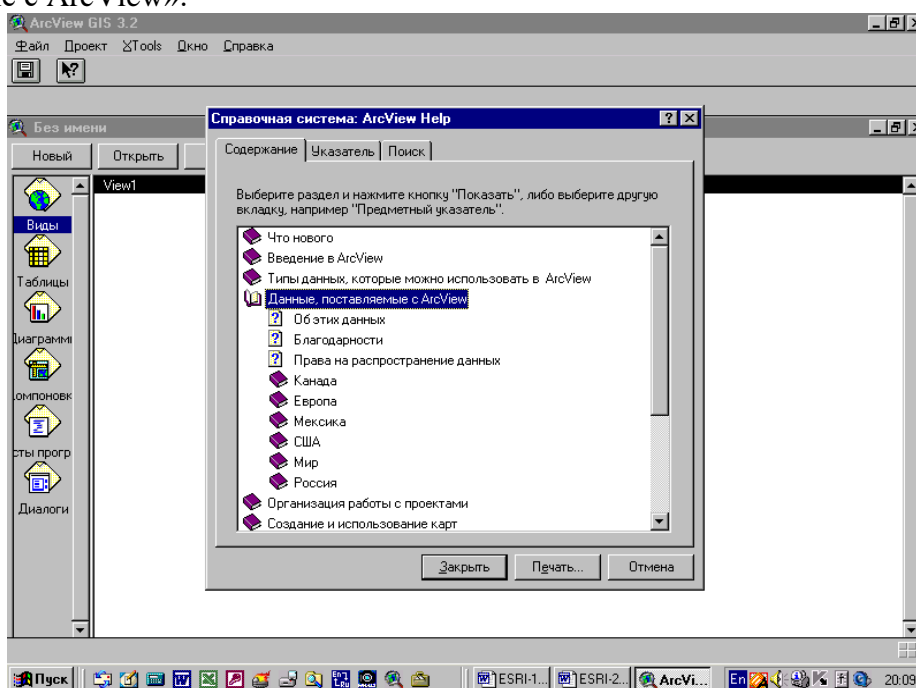 с ArcView».
ArcView GIS 3.2
Файл Проект XTools Окно Справка
Без имени
Новый Открыть
View1
Виды
Таблицы
Диаграммы
омпоновк
сты прогр
Диалоги
Справочная система: ArcView Help
Содержание Указатель Поиск
Выберите раздел и нажмите кнопку "Показать", либо выберите другую
вкладку, например "Предметный указатель".
Что нового
Введение в ArcView
Типы данных, которые можно использовать в ArcView
Данные, поставляемые с ArcView
Об этих данных
Благодарности
Права на распространение данных
Канада
Европа
Мексика
США
Мир
Россия
Организация работы с проектами
Создание и использование карт
Закрыть Печать... Отмена
Пуск ESRI-1... ESRI-2... ArcVi... En 20:09